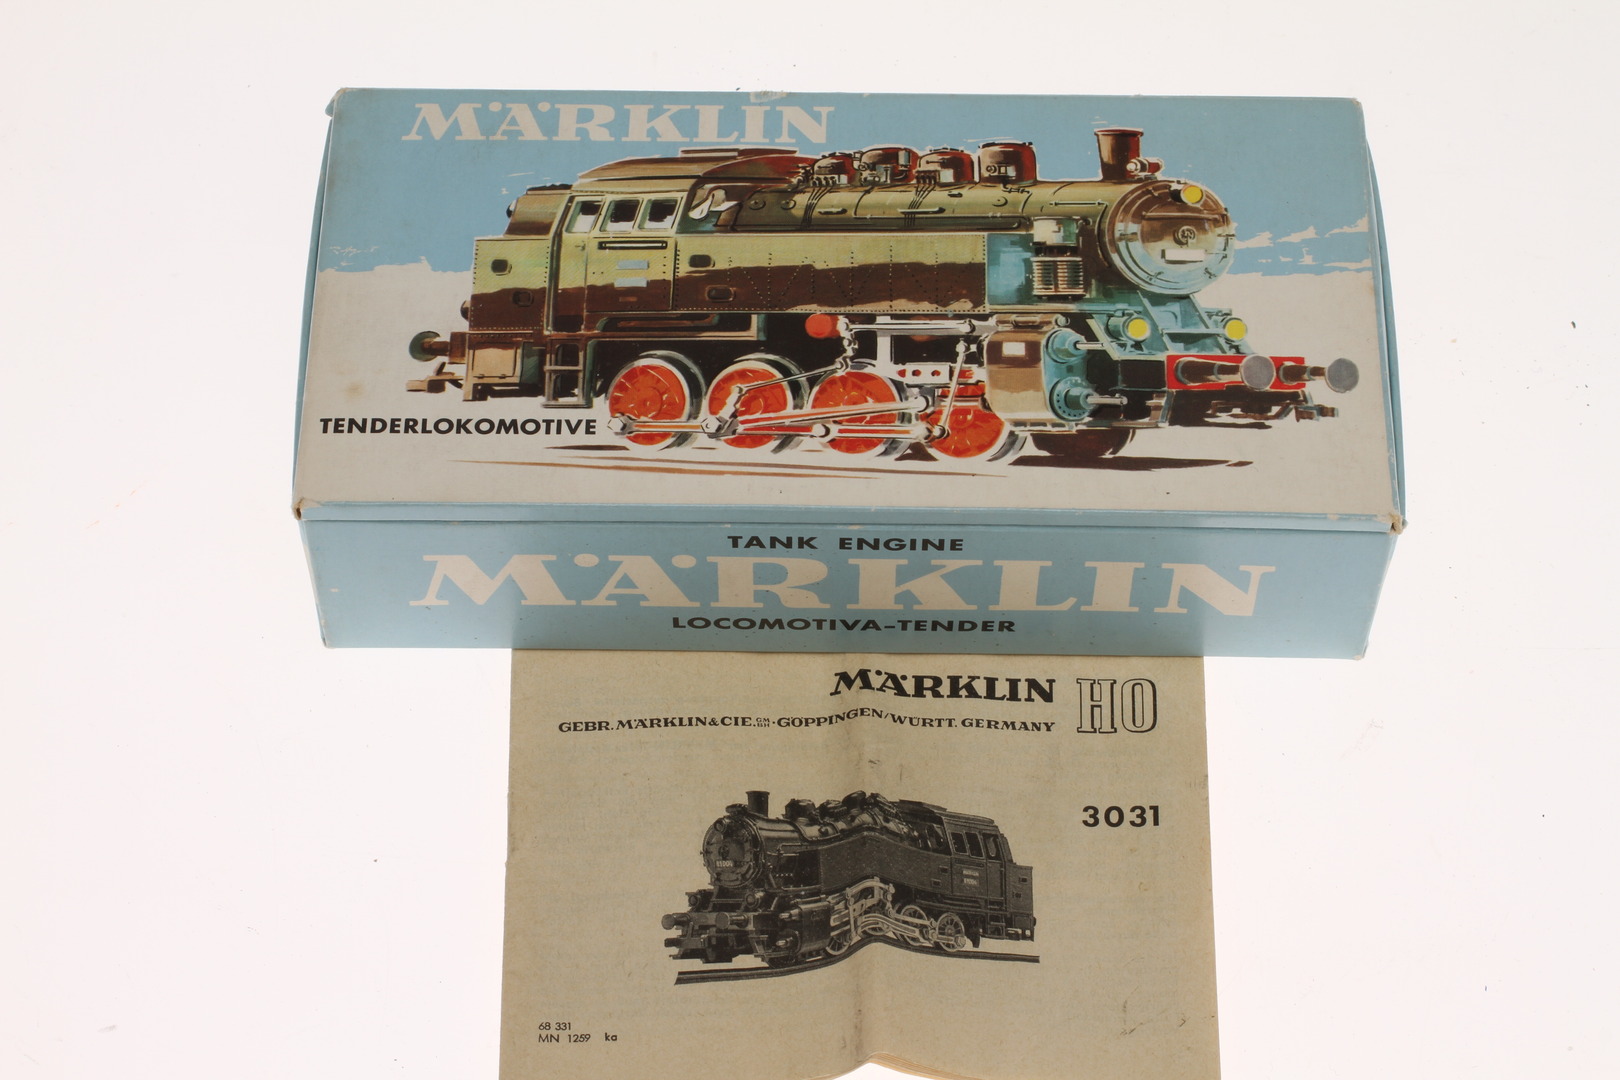 MÄRKLIN
TENDERLOKOMOTIVE
TANK ENGINE
MÄRKLIN
LOCOMOTIVA-TENDER
MÄRKLIN HO
GEBR. MÄRKLIN & CIE. GMBH · GÖPPINGEN/WÜRTT. GERMANY
3031
68 331
MN 1259 ka